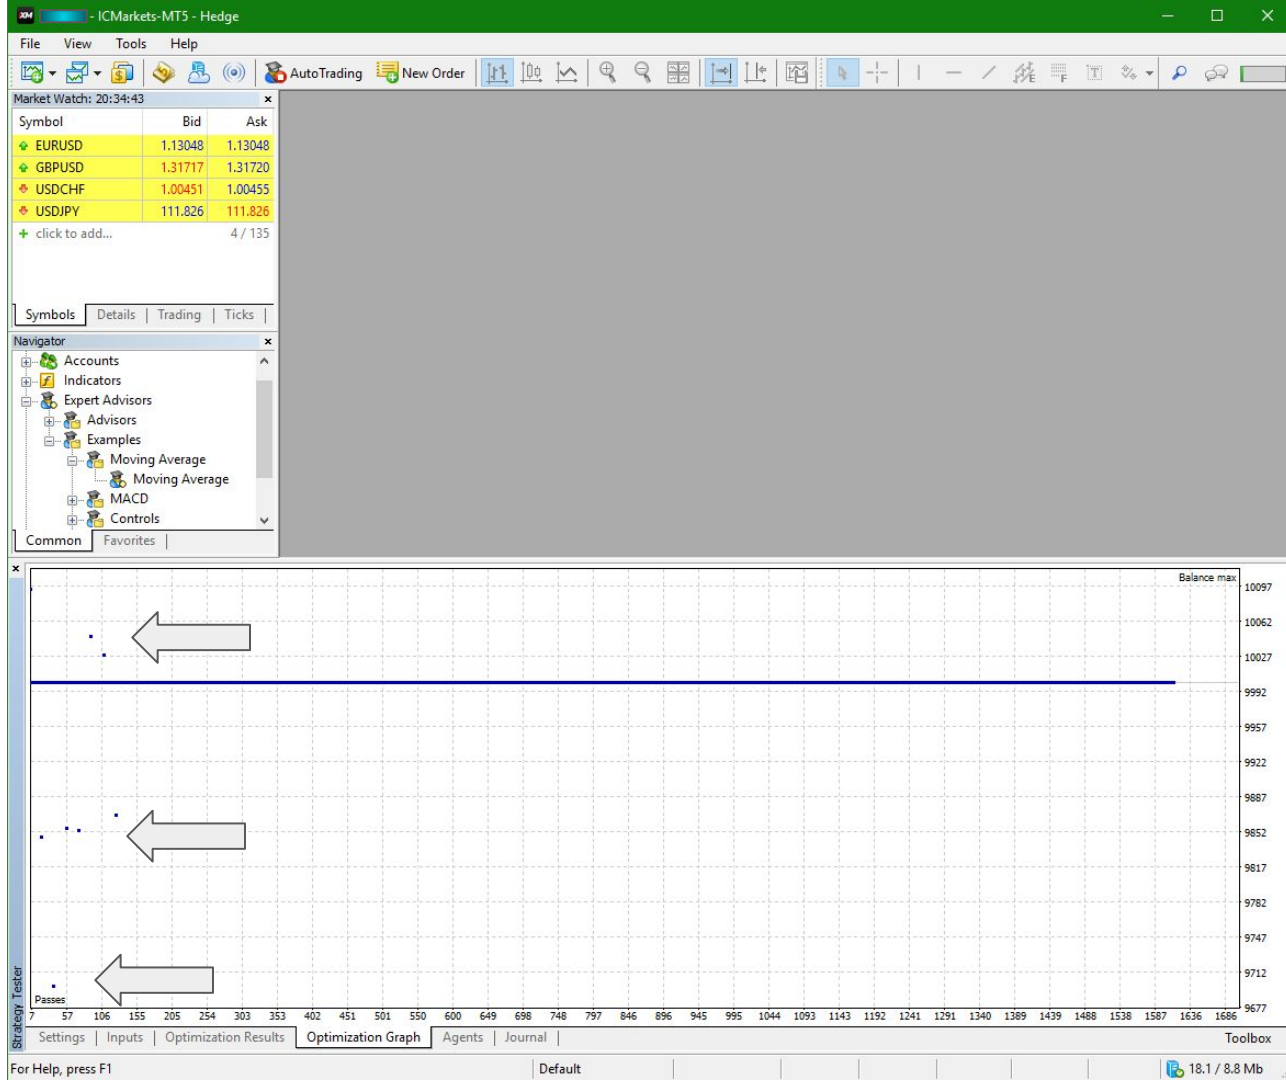 XM - ICMarkets-MT5 - Hedge
File View Tools Help
AutoTrading New Order
Market Watch: 20:34:43
Symbol Bid Ask
EURUSD 1.13048 1.13048
GBPUSD 1.31717 1.31720
USDCHF 1.00451 1.00455
USDJPY 111.826 111.826
click to add... 4 / 135
Symbols Details Trading Ticks
Navigator
Accounts
Indicators
Expert Advisors
Advisors
Examples
Moving Average
Moving Average
MACD
Controls
Common Favorites
Balance max
10097
10062
10027
9992
9957
9922
9887
9852
9817
9782
9747
9712
9677
Passes
7 57 106 155 205 254 303 353 402 451 501 550 600 649 698 748 797 846 896 945 995 1044 1093 1143 1192 1241 1291 1340 1389 1439 1488 1538 1587 1636 1686
Strategy Tester
Settings Inputs Optimization Results Optimization Graph Agents Journal
Toolbox
For Help, press F1 Default 18.1 / 8.8 Mb